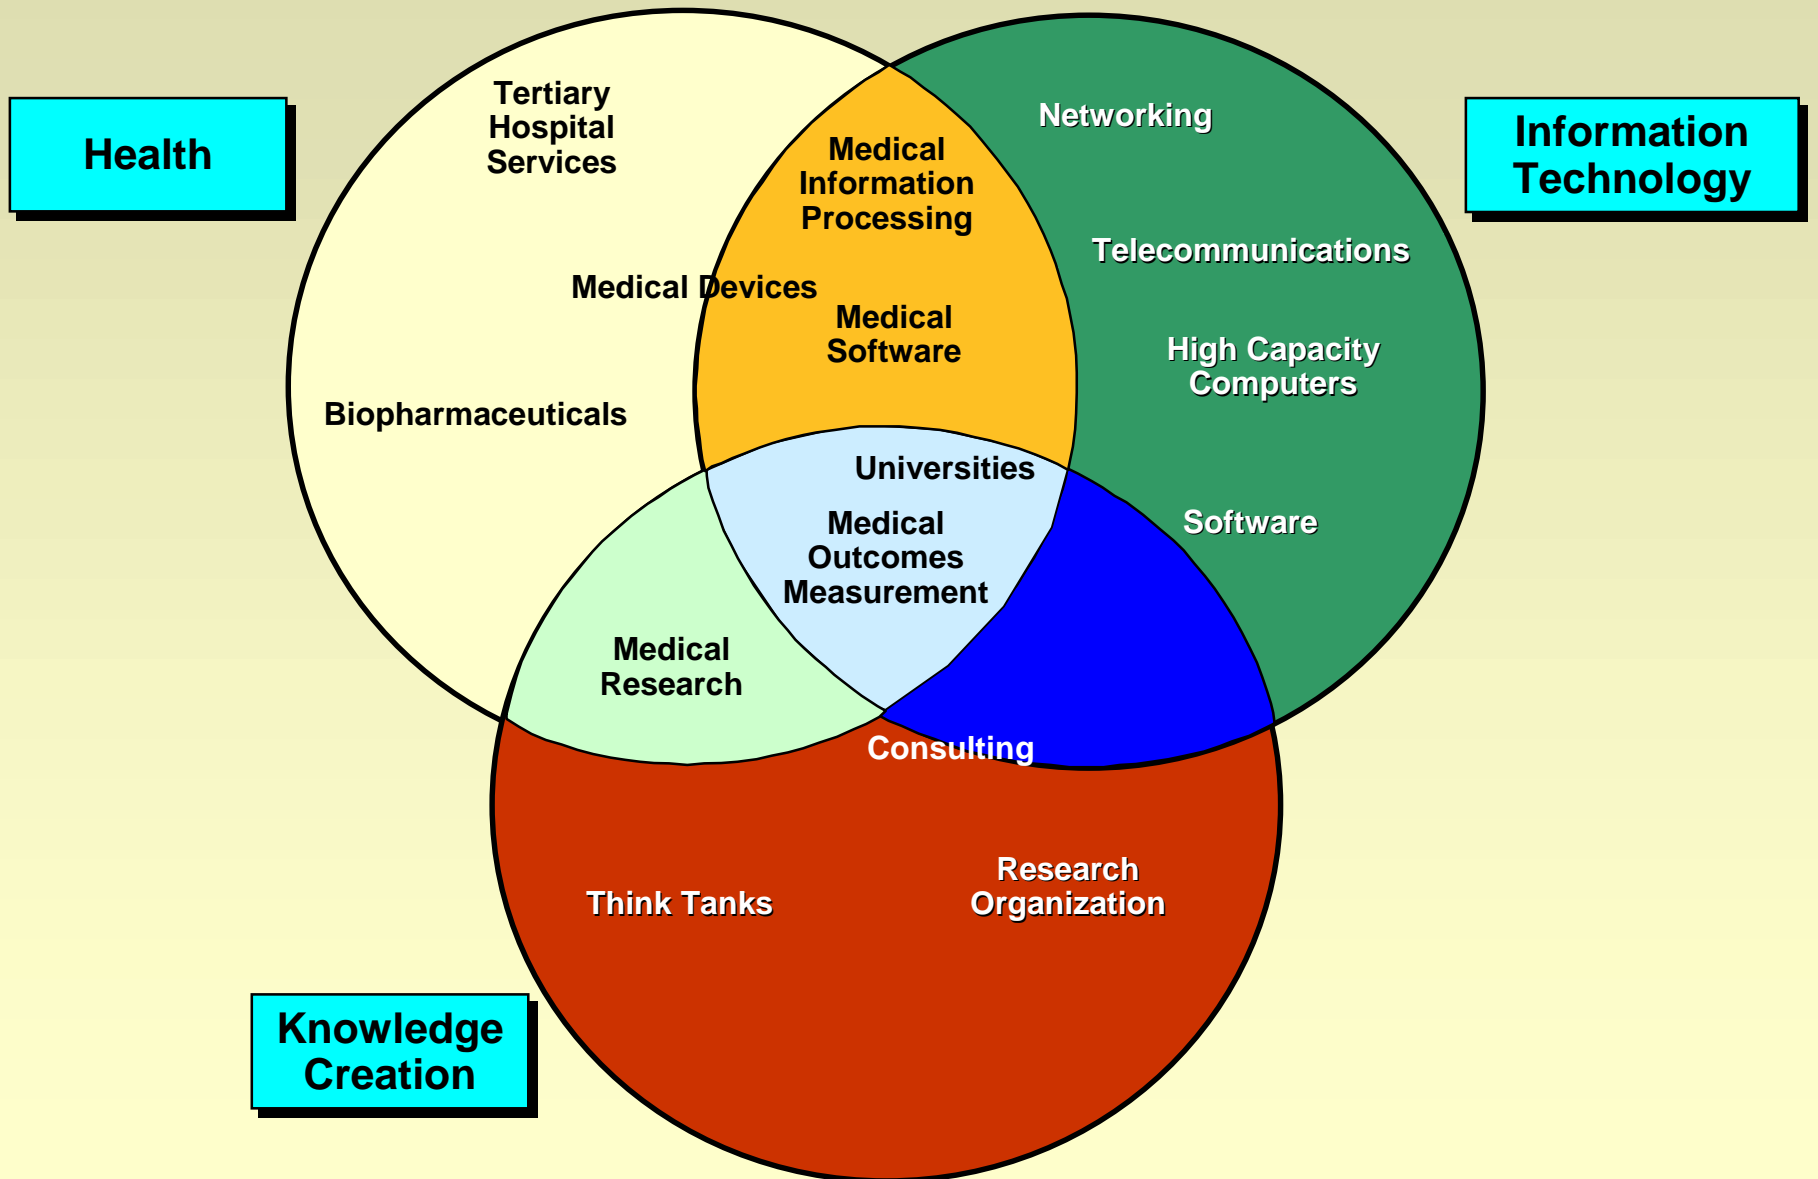 Health
Tertiary
Hospital
Services
Medical
Information
Processing
Networking
Information
Technology
Medical Devices
Medical
Software
Telecommunications
High Capacity
Computers
Biopharmaceuticals
Universities
Medical
Outcomes
Measurement
Software
Medical
Research
Consulting
Think Tanks
Research
Organization
Knowledge
Creation